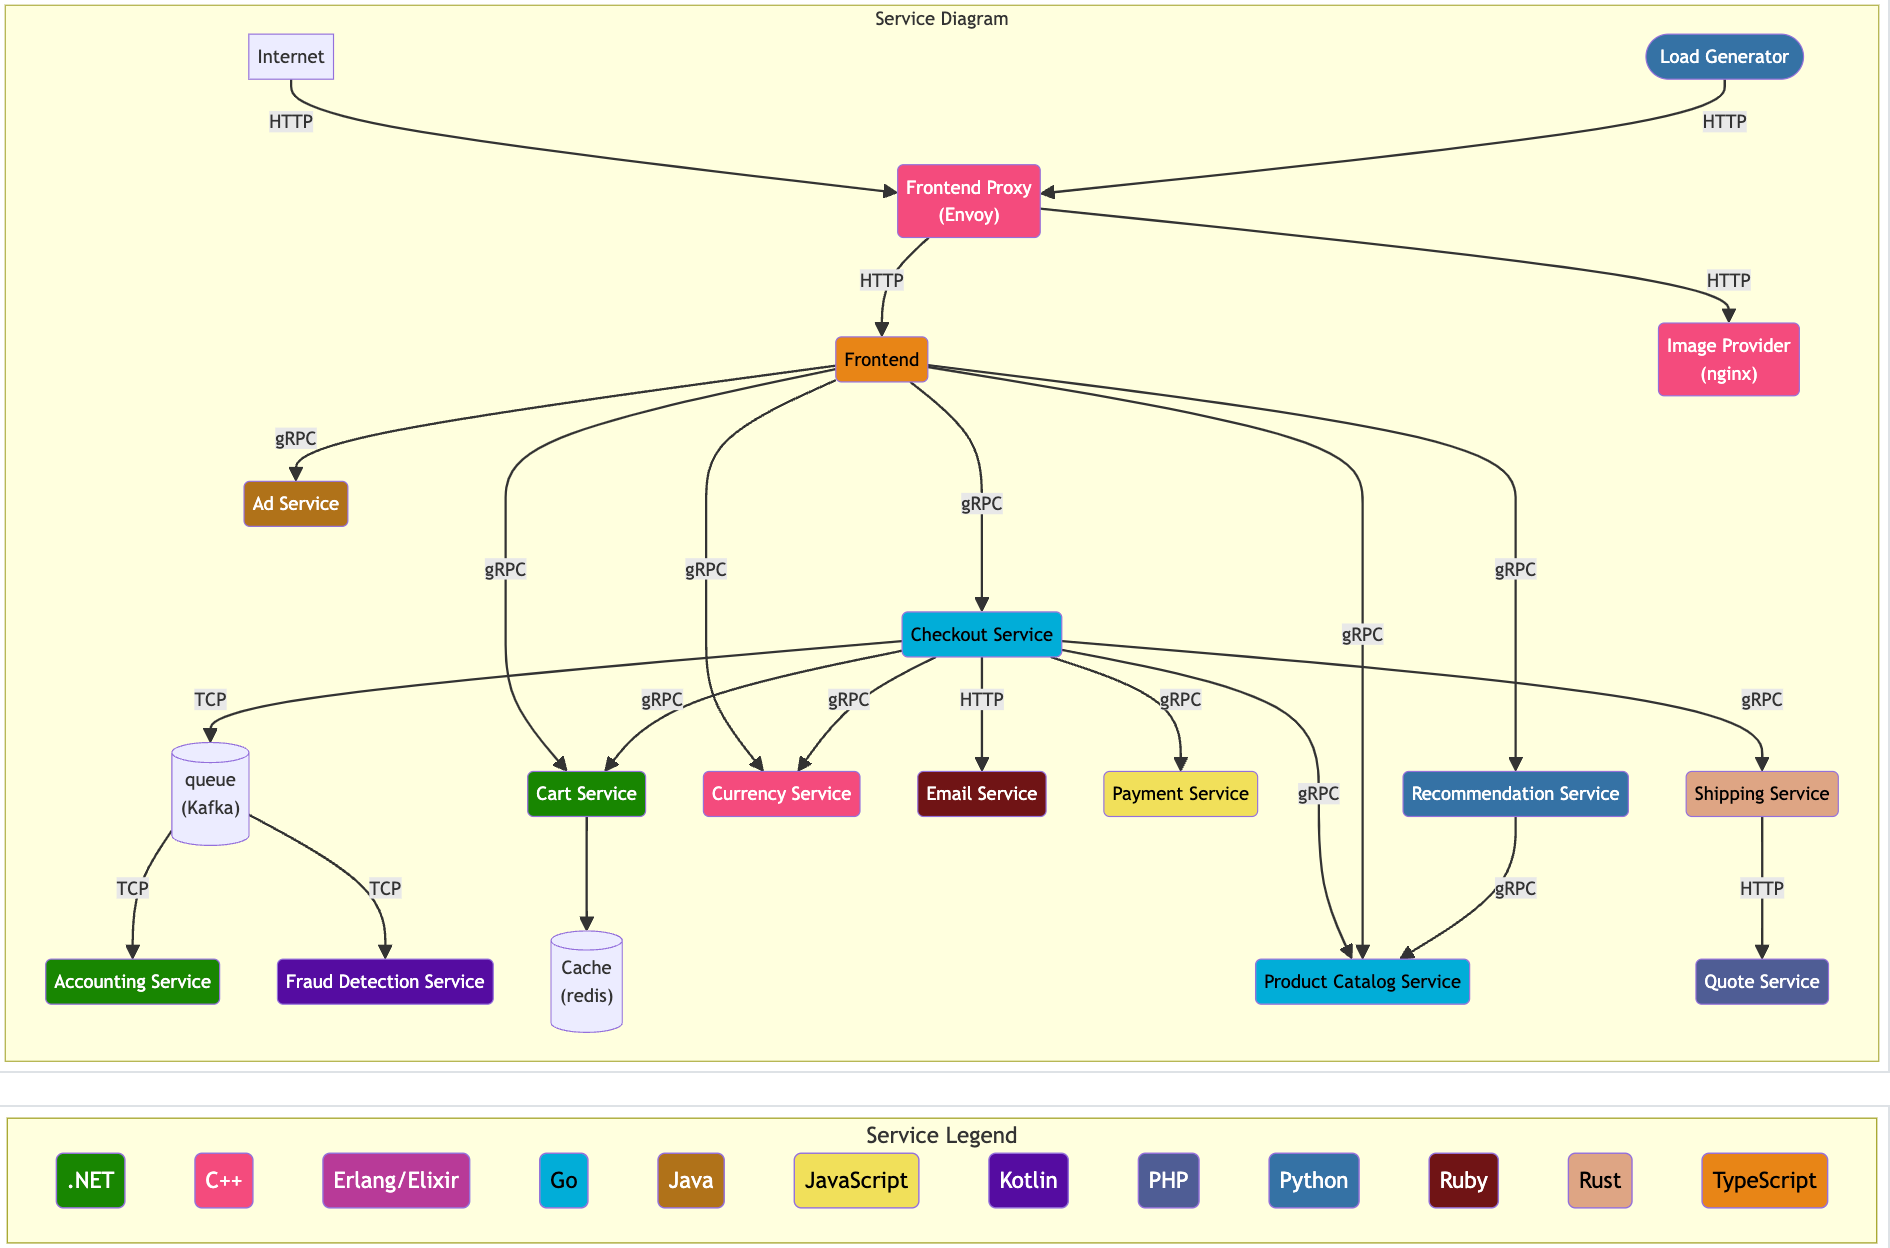 Service Diagram
Internet
Load Generator
HTTP
HTTP
Frontend Proxy
(Envoy)
HTTP
HTTP
Frontend
Image Provider
(nginx)
gRPC
Ad Service
gRPC
gRPC
gRPC
gRPC
gRPC
Checkout Service
TCP
gRPC
gRPC
HTTP
gRPC
gRPC
queue
(Kafka)
Cart Service
Currency Service
Email Service
Payment Service
gRPC
Recommendation Service
Shipping Service
TCP
TCP
gRPC
HTTP
Accounting Service
Fraud Detection Service
Cache
(redis)
Product Catalog Service
Quote Service
Service Legend
.NET
C++
Erlang/Elixir
Go
Java
JavaScript
Kotlin
PHP
Python
Ruby
Rust
TypeScript